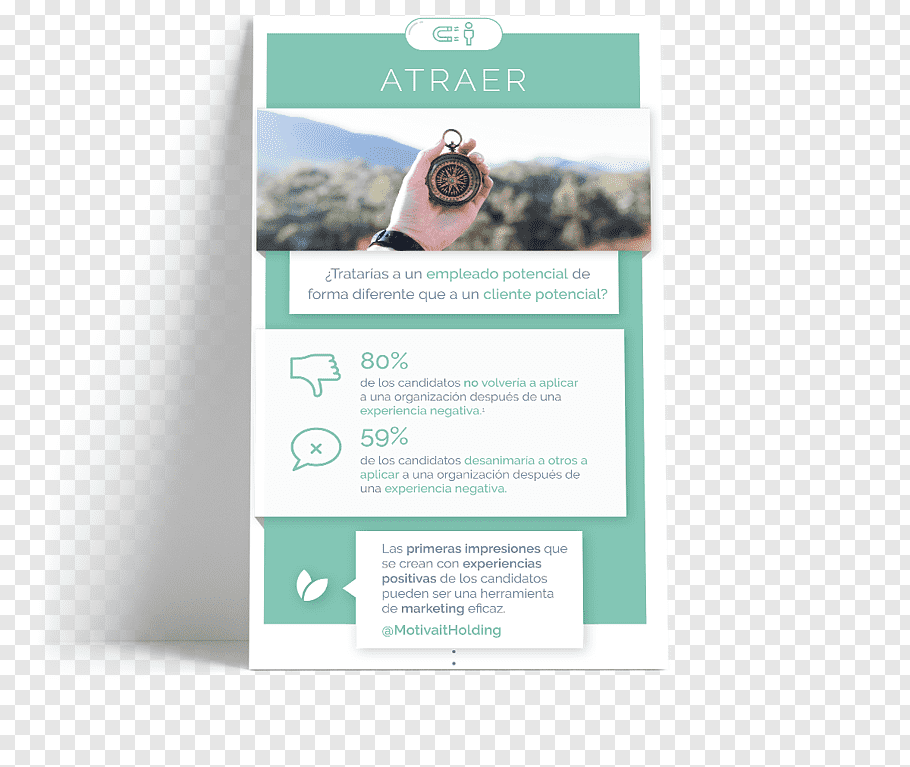 ATRAER
¿Tratarías a un empleado potencial de
forma diferente que a un cliente potencial?
80%
de los candidatos no volvería a aplicar
a una organización después de una
experiencia negativa.¹
59%
de los candidatos desanimaría a otros a
aplicar a una organización después de
una experiencia negativa.
Las primeras impresiones que
se crean con experiencias
positivas de los candidatos
pueden ser una herramienta
de marketing eficaz.
@MotivaitHolding